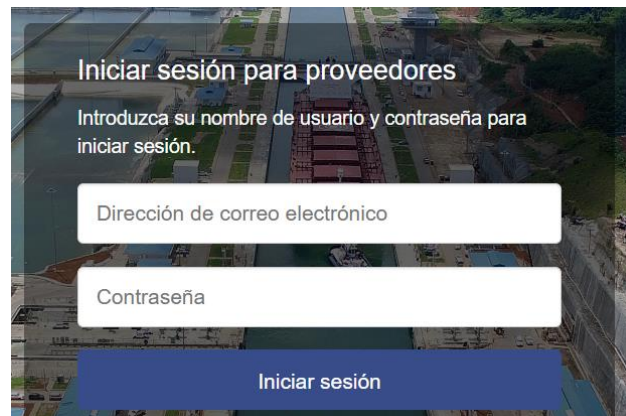 Iniciar sesión para proveedores
Introduzca su nombre de usuario y contraseña para
iniciar sesión.
Dirección de correo electrónico
Contraseña
Iniciar sesión